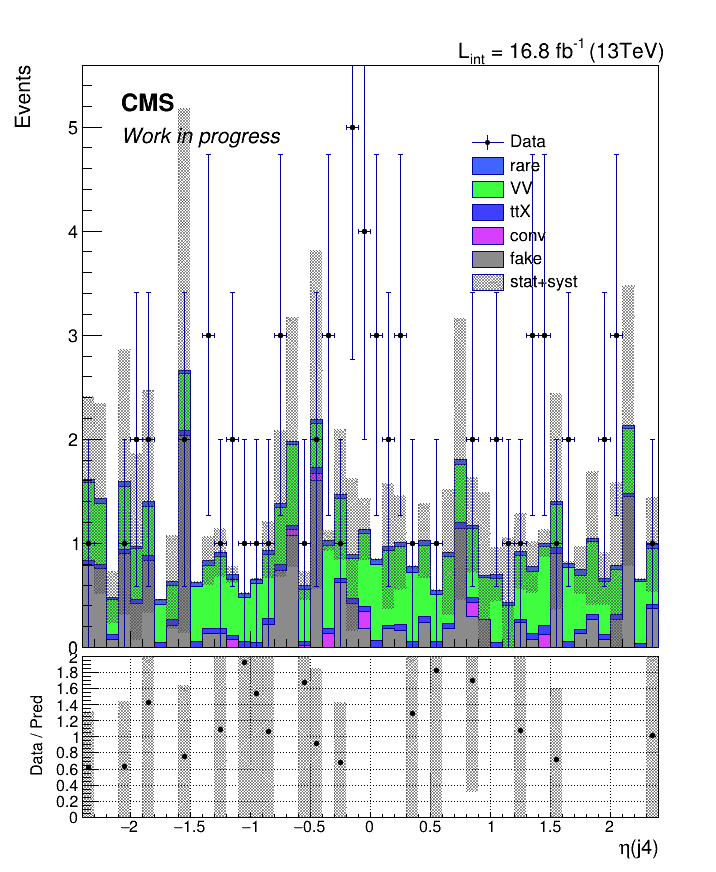 L_int = 16.8 fb^-1 (13TeV)
Events
CMS
Work in progress
Data
rare
VV
ttX
conv
fake
stat+syst
5
4
3
2
1
0
Data / Pred
2
1.8
1.6
1.4
1.2
1
0.8
0.6
0.4
0.2
0
−2 −1.5 −1 −0.5 0 0.5 1 1.5 2
η(j4)